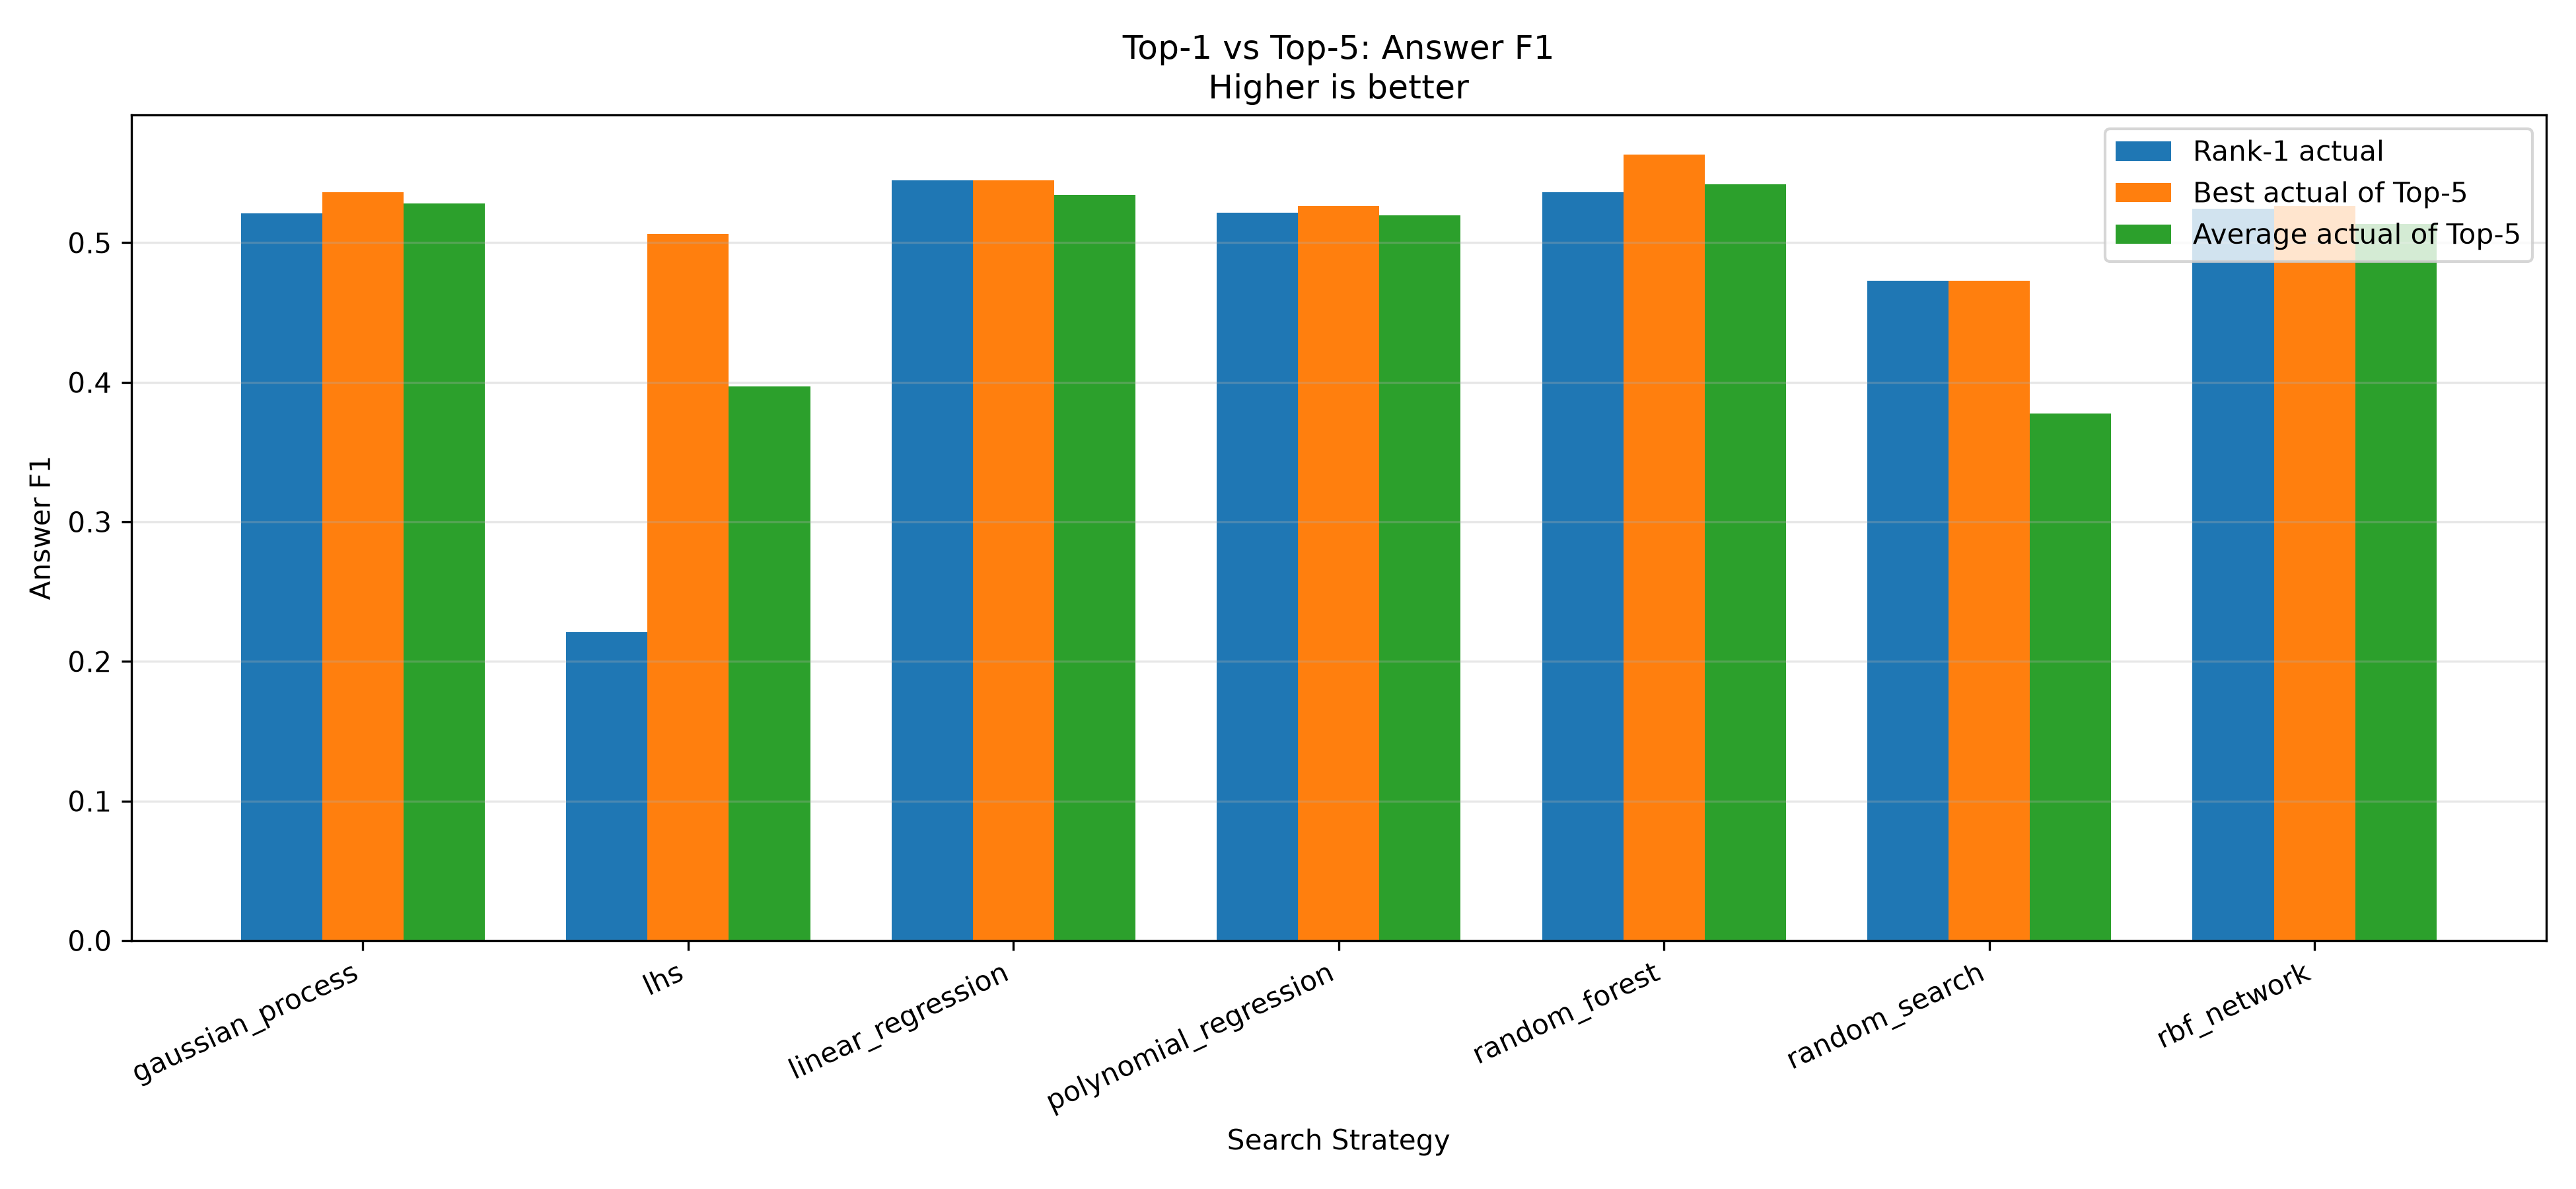 Top-1 vs Top-5: Answer F1
Higher is better
Rank-1 actual
Best actual of Top-5
Average actual of Top-5
Answer F1
0.5
0.4
0.3
0.2
0.1
0.0
gaussian_process
lhs
linear_regression
polynomial_regression
random_forest
random_search
rbf_network
Search Strategy